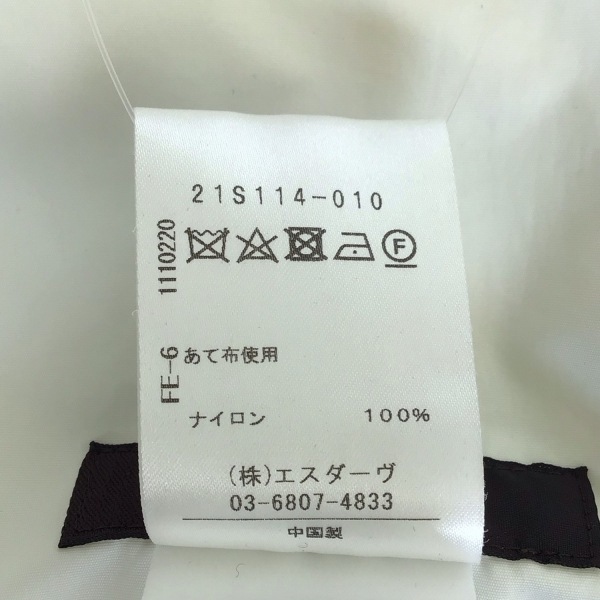 21S114-010
1110220
F
FE-6
あて布使用
ナイロン 100%
(株)エスダーヴ
03-6807-4833
中国製